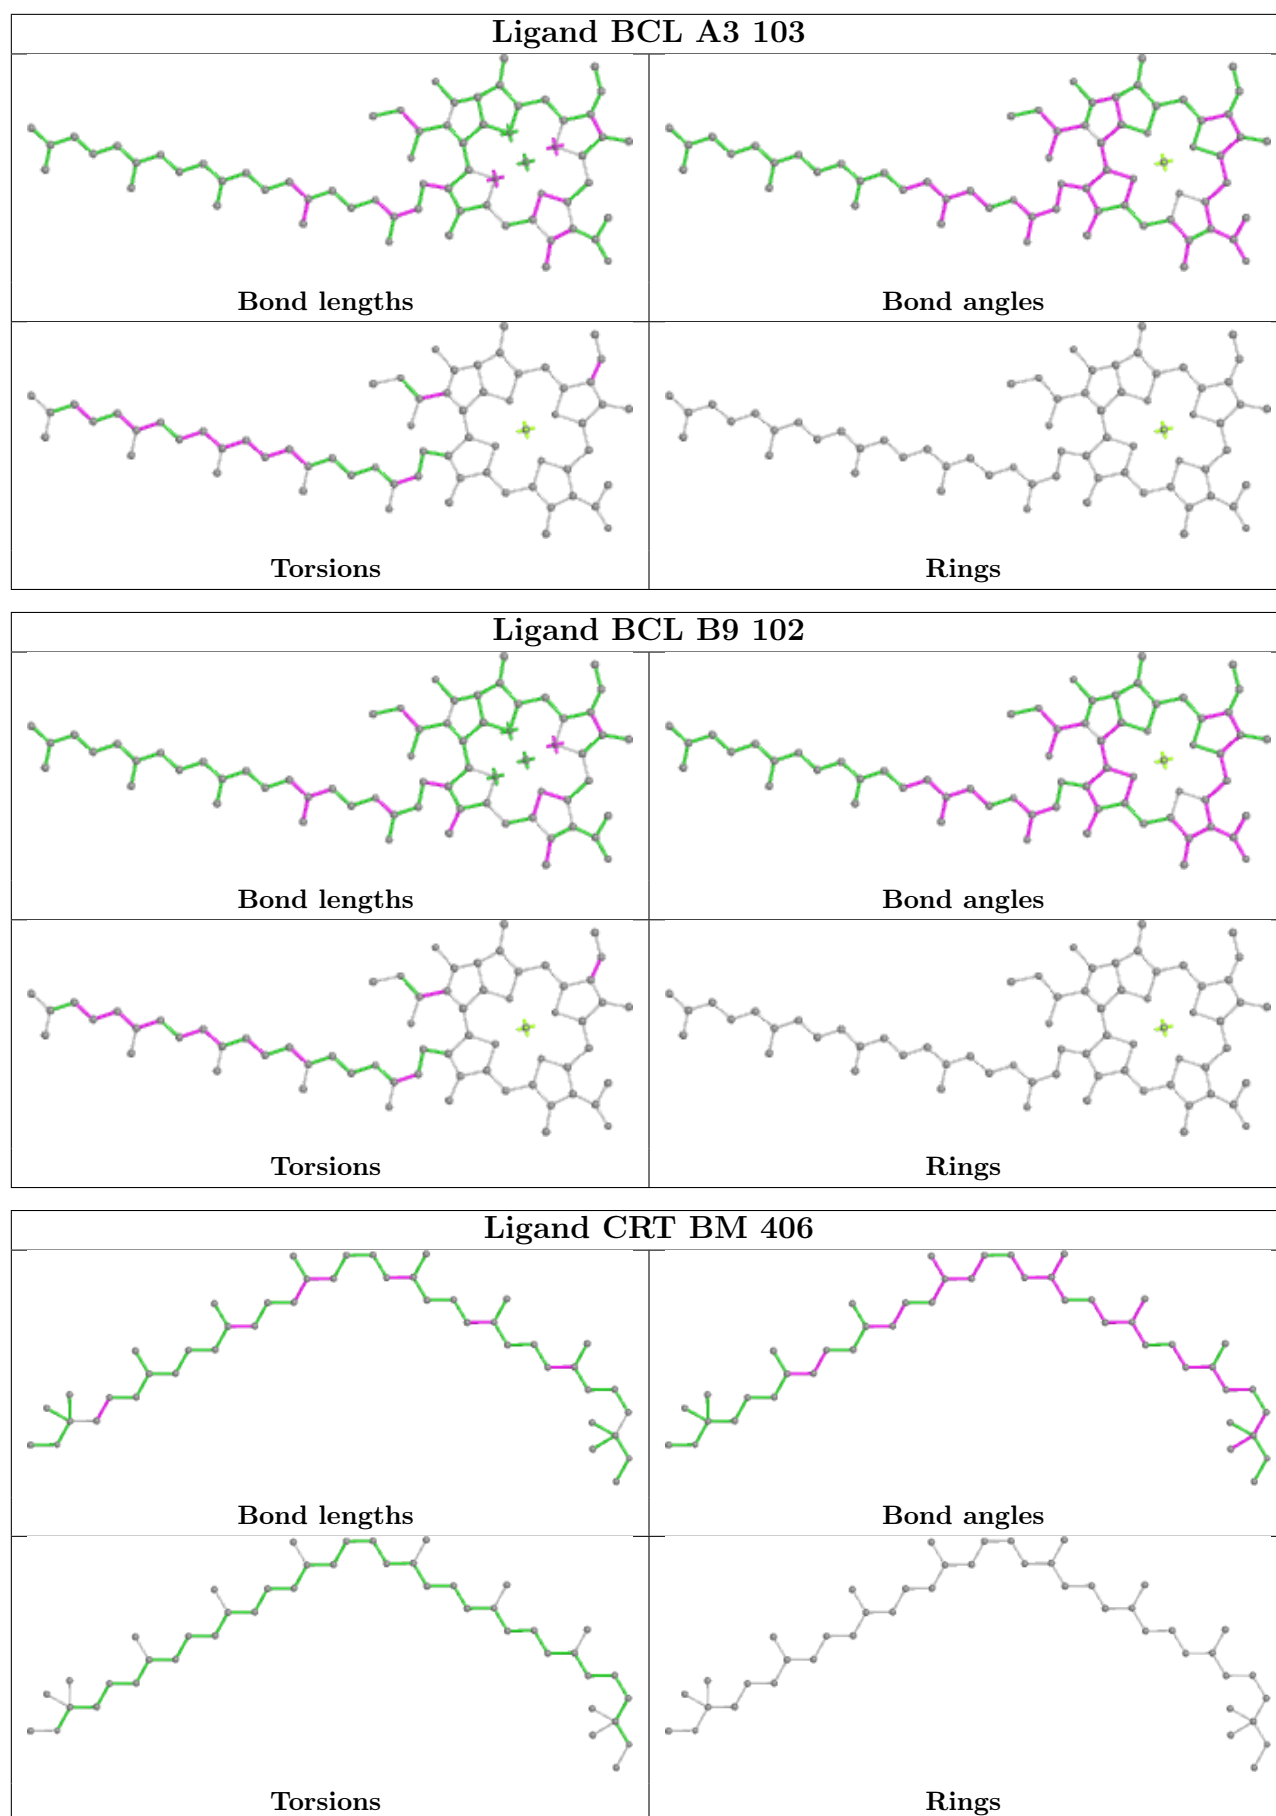 Ligand BCL A3 103
Bond lengths
Bond angles
Torsions
Rings
Ligand BCL B9 102
Bond lengths
Bond angles
Torsions
Rings
Ligand CRT BM 406
Bond lengths
Bond angles
Torsions
Rings